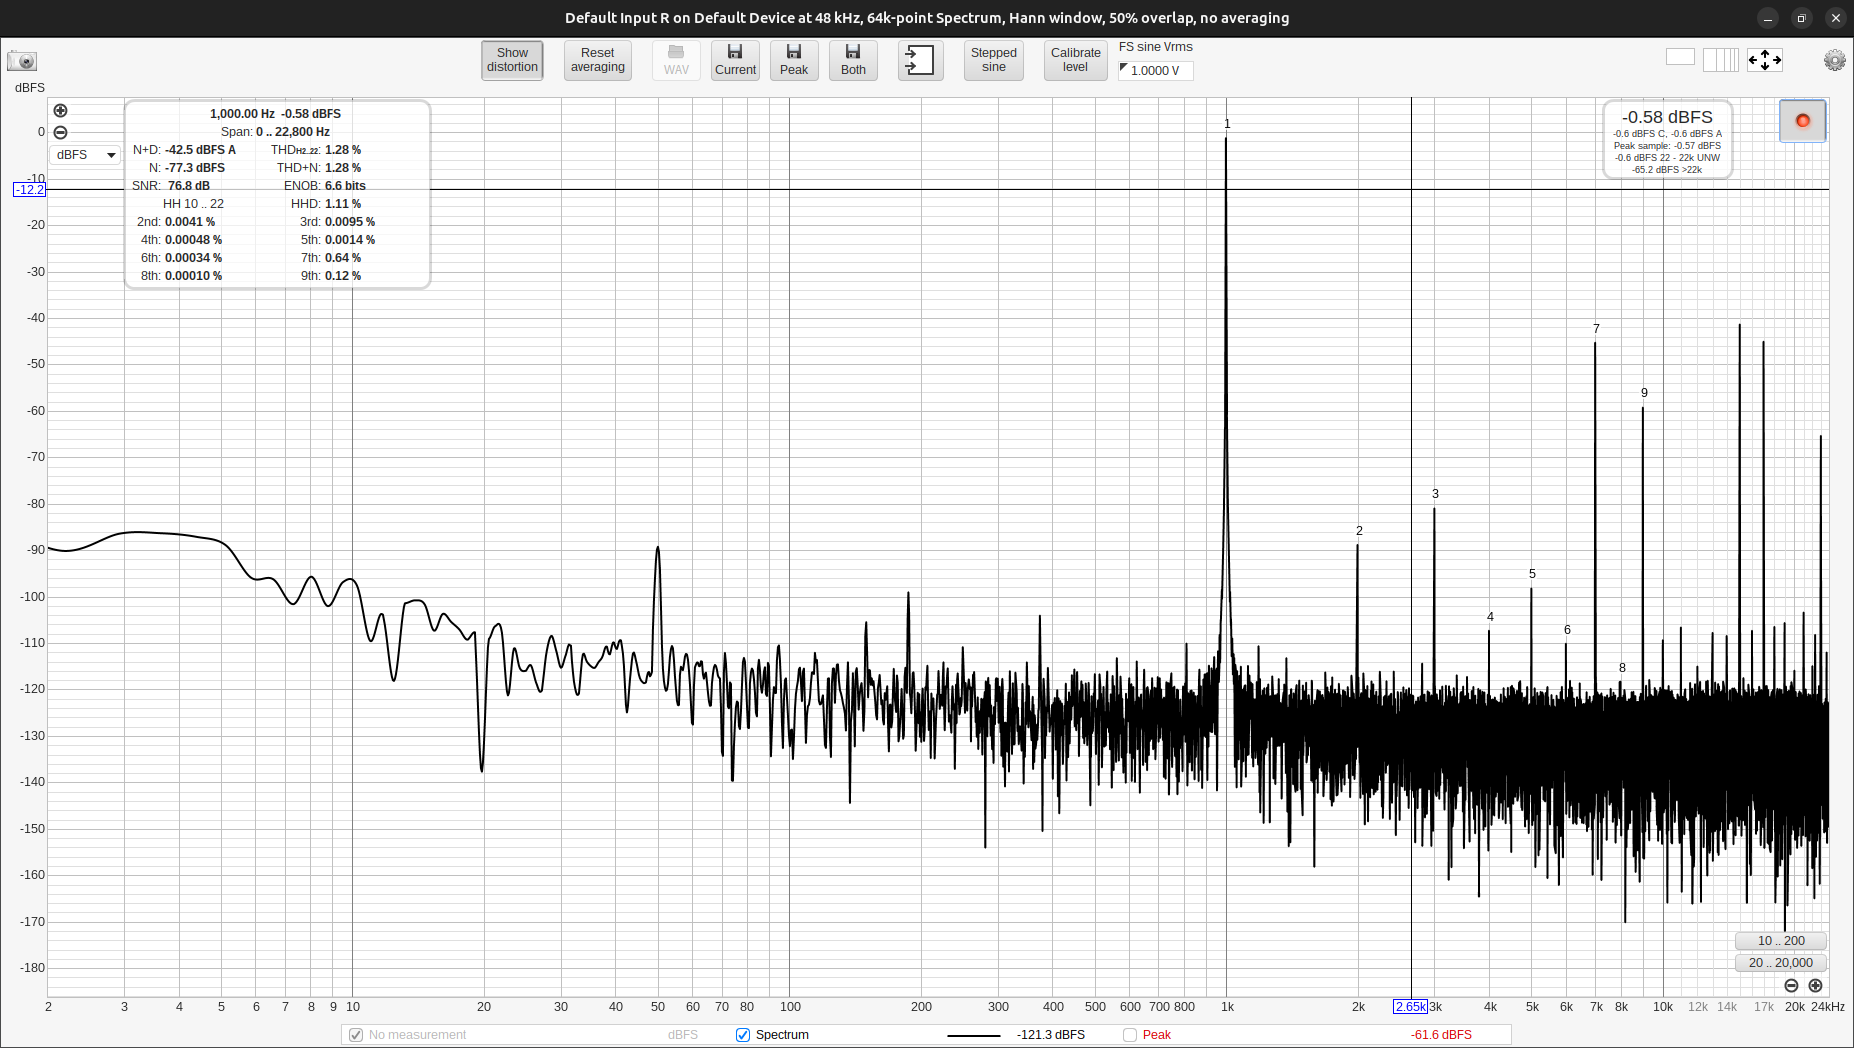 Default Input R on Default Device at 48 kHz, 64k-point Spectrum, Hann window, 50% overlap, no averaging
Show distortion
Reset averaging
WAV
Current
Peak
Both
Stepped sine
Calibrate level
FS sine Vrms
1.0000 V
dBFS
1,000.00 Hz -0.58 dBFS
Span: 0 .. 22,800 Hz
N+D: -42.5 dBFS A THDH2..22: 1.28 %
N: -77.3 dBFS THD+N: 1.28 %
SNR: 76.8 dB ENOB: 6.6 bits
HH 10 .. 22 HHD: 1.11 %
2nd: 0.0041 % 3rd: 0.0095 %
4th: 0.00048 % 5th: 0.0014 %
6th: 0.00034 % 7th: 0.64 %
8th: 0.00010 % 9th: 0.12 %
dBFS
-0.58 dBFS
-0.6 dBFS C, -0.6 dBFS A
Peak sample: -0.57 dBFS
-0.6 dBFS 22 - 22k UNW
-65.2 dBFS >22k
0
-10
-12.2
-20
-30
-40
-50
-60
-70
-80
-90
-100
-110
-120
-130
-140
-150
-160
-170
-180
1
2
3
4
5
6
7
8
9
10 .. 200
20 .. 20,000
2 3 4 5 6 7 8 9 10 20 30 40 50 60 70 80 100 200 300 400 500 600 700 800 1k 2k 2.65k 3k 4k 5k 6k 7k 8k 10k 12k 14k 17k 20k 24kHz
No measurement dBFS Spectrum -121.3 dBFS Peak -61.6 dBFS